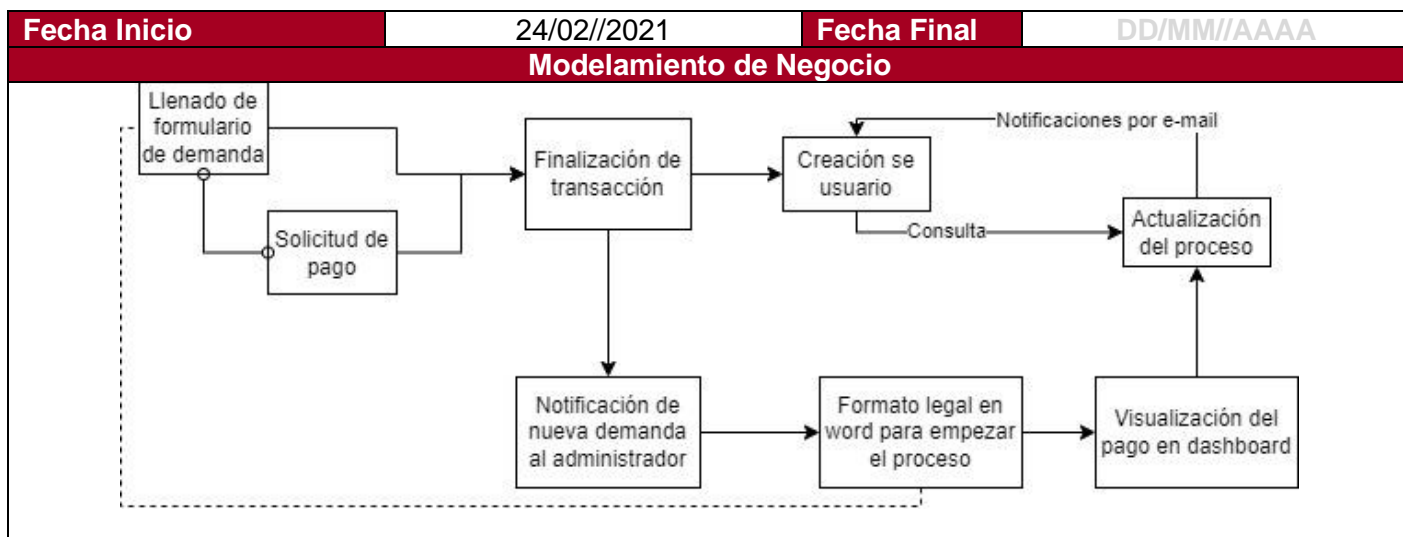 Fecha Inicio 24/02//2021 Fecha Final DD/MM//AAAA
Modelamiento de Negocio
Llenado de
formulario
de demanda
Solicitud de
pago
Finalización de
transacción
Creación se
usuario
Notificaciones por e-mail
Consulta
Actualización
del proceso
Notificación de
nueva demanda
al administrador
Formato legal en
word para empezar
el proceso
Visualización del
pago en dashboard